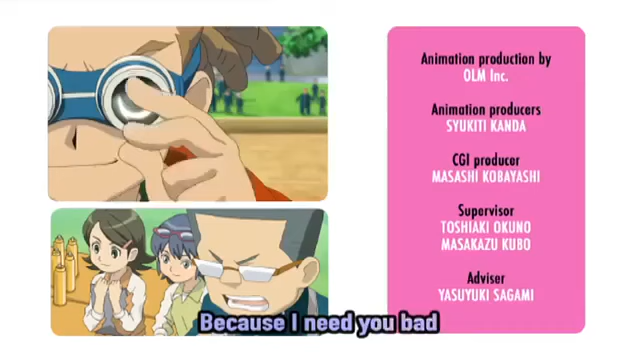 Animation production by
OLM Inc.
Animation producers
SYUKITI KANDA
CGI producer
MASASHI KOBAYASHI
Supervisor
TOSHIAKI OKUNO
MASAKAZU KUBO
Adviser
YASUYUKI SAGAMI
Because I need you bad